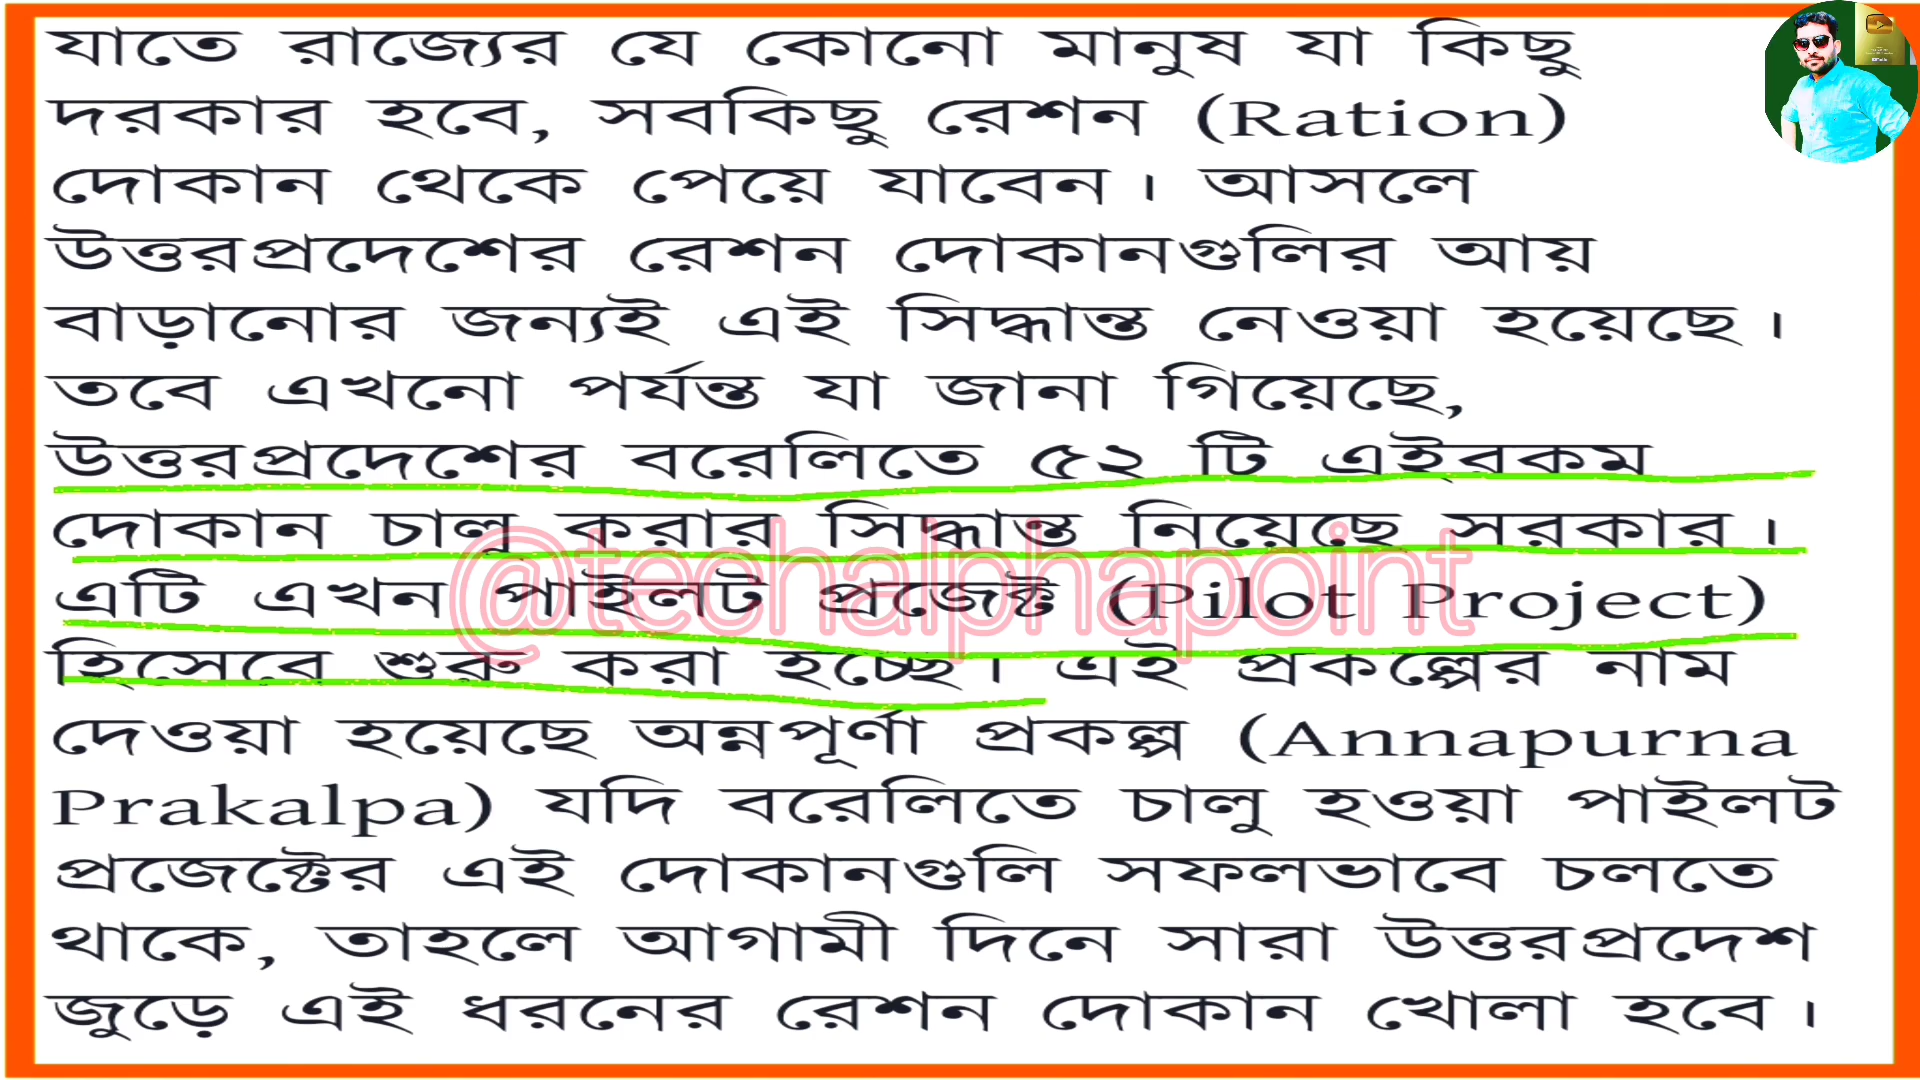 যাতে রাজ্যের যে কোনো মানুষ যা কিছু
দরকার হবে, সবকিছু রেশন (Ration)
দোকান থেকে পেয়ে যাবেন। আসলে
উত্তরপ্রদেশের রেশন দোকানগুলির আয়
বাড়ানোর জন্যই এই সিদ্ধান্ত নেওয়া হয়েছে।
তবে এখনো পর্যন্ত যা জানা গিয়েছে,
উত্তরপ্রদেশের বরেলিতে ৫২ টি এইরকম
দোকান চালু করার সিদ্ধান্ত নিয়েছে সরকার।
@techalphapoint
এটি এখন পাইলট প্রজেক্ট (Pilot Project)
হিসেবে শুরু করা হচ্ছে। এই প্রকল্পের নাম
দেওয়া হয়েছে অন্নপূর্ণা প্রকল্প (Annapurna
Prakalpa) যদি বরেলিতে চালু হওয়া পাইলট
প্রজেক্টের এই দোকানগুলি সফলভাবে চলতে
থাকে, তাহলে আগামী দিনে সারা উত্তরপ্রদেশ
জুড়ে এই ধরনের রেশন দোকান খোলা হবে।